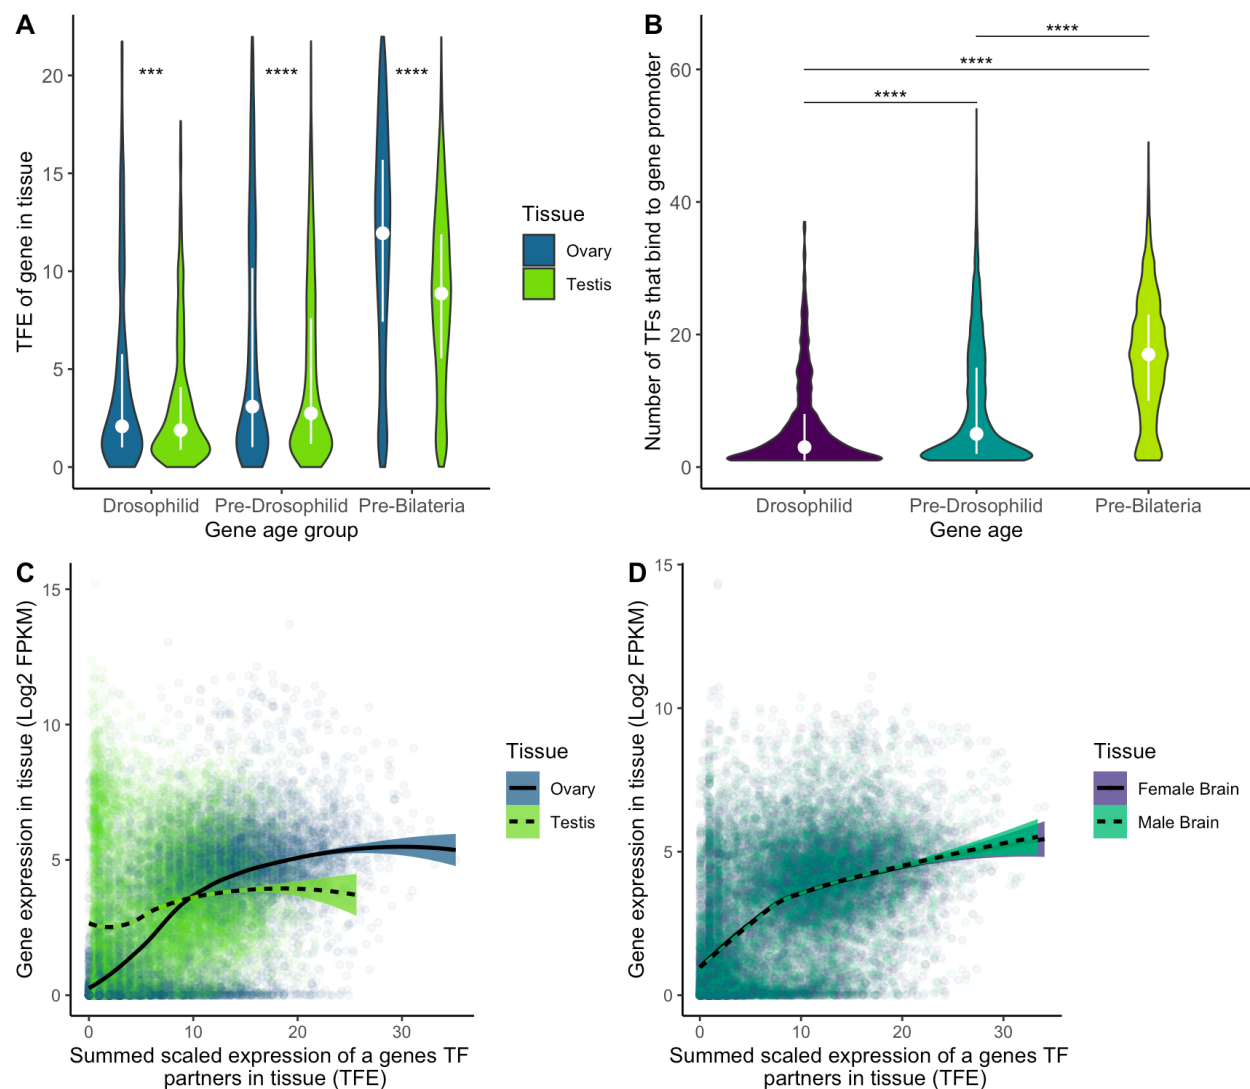 A
TFE of gene in tissue
20
15
10
5
0
***
****
****
Drosophilid
Pre-Drosophilid
Pre-Bilateria
Gene age group
Tissue
Ovary
Testis
B
Number of TFs that bind to gene promoter
60
40
20
0
****
****
****
Drosophilid
Pre-Drosophilid
Pre-Bilateria
Gene age
C
Gene expression in tissue (Log2 FPKM)
15
10
5
0
0
10
20
30
Summed scaled expression of a genes TF
partners in tissue (TFE)
Tissue
Ovary
Testis
D
Gene expression in tissue (Log2 FPKM)
15
10
5
0
0
10
20
30
Summed scaled expression of a genes TF
partners in tissue (TFE)
Tissue
Female Brain
Male Brain